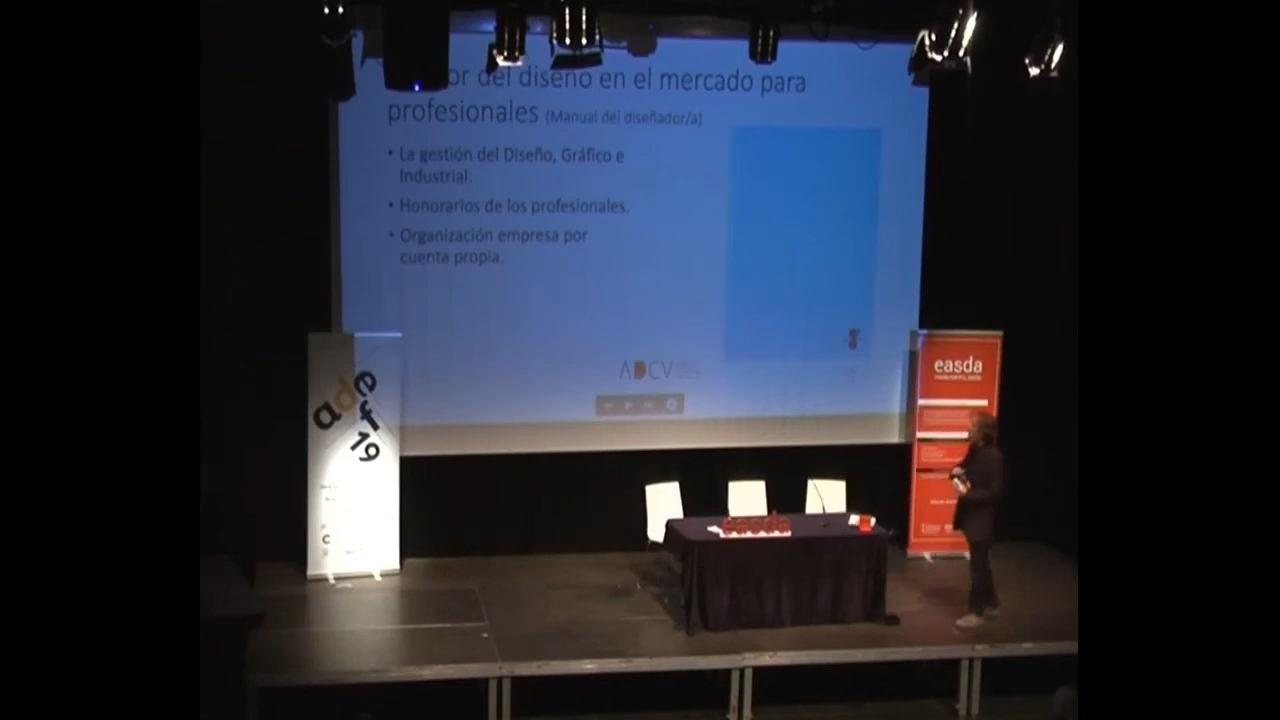 del diseño en el mercado para
profesionales (Manual del diseñador/a)
• La gestión del Diseño, Gráfico e
Industrial.
• Honorarios de los profesionales.
• Organización empresa por
cuenta propia.
ADCV
adef
19
easda
easda